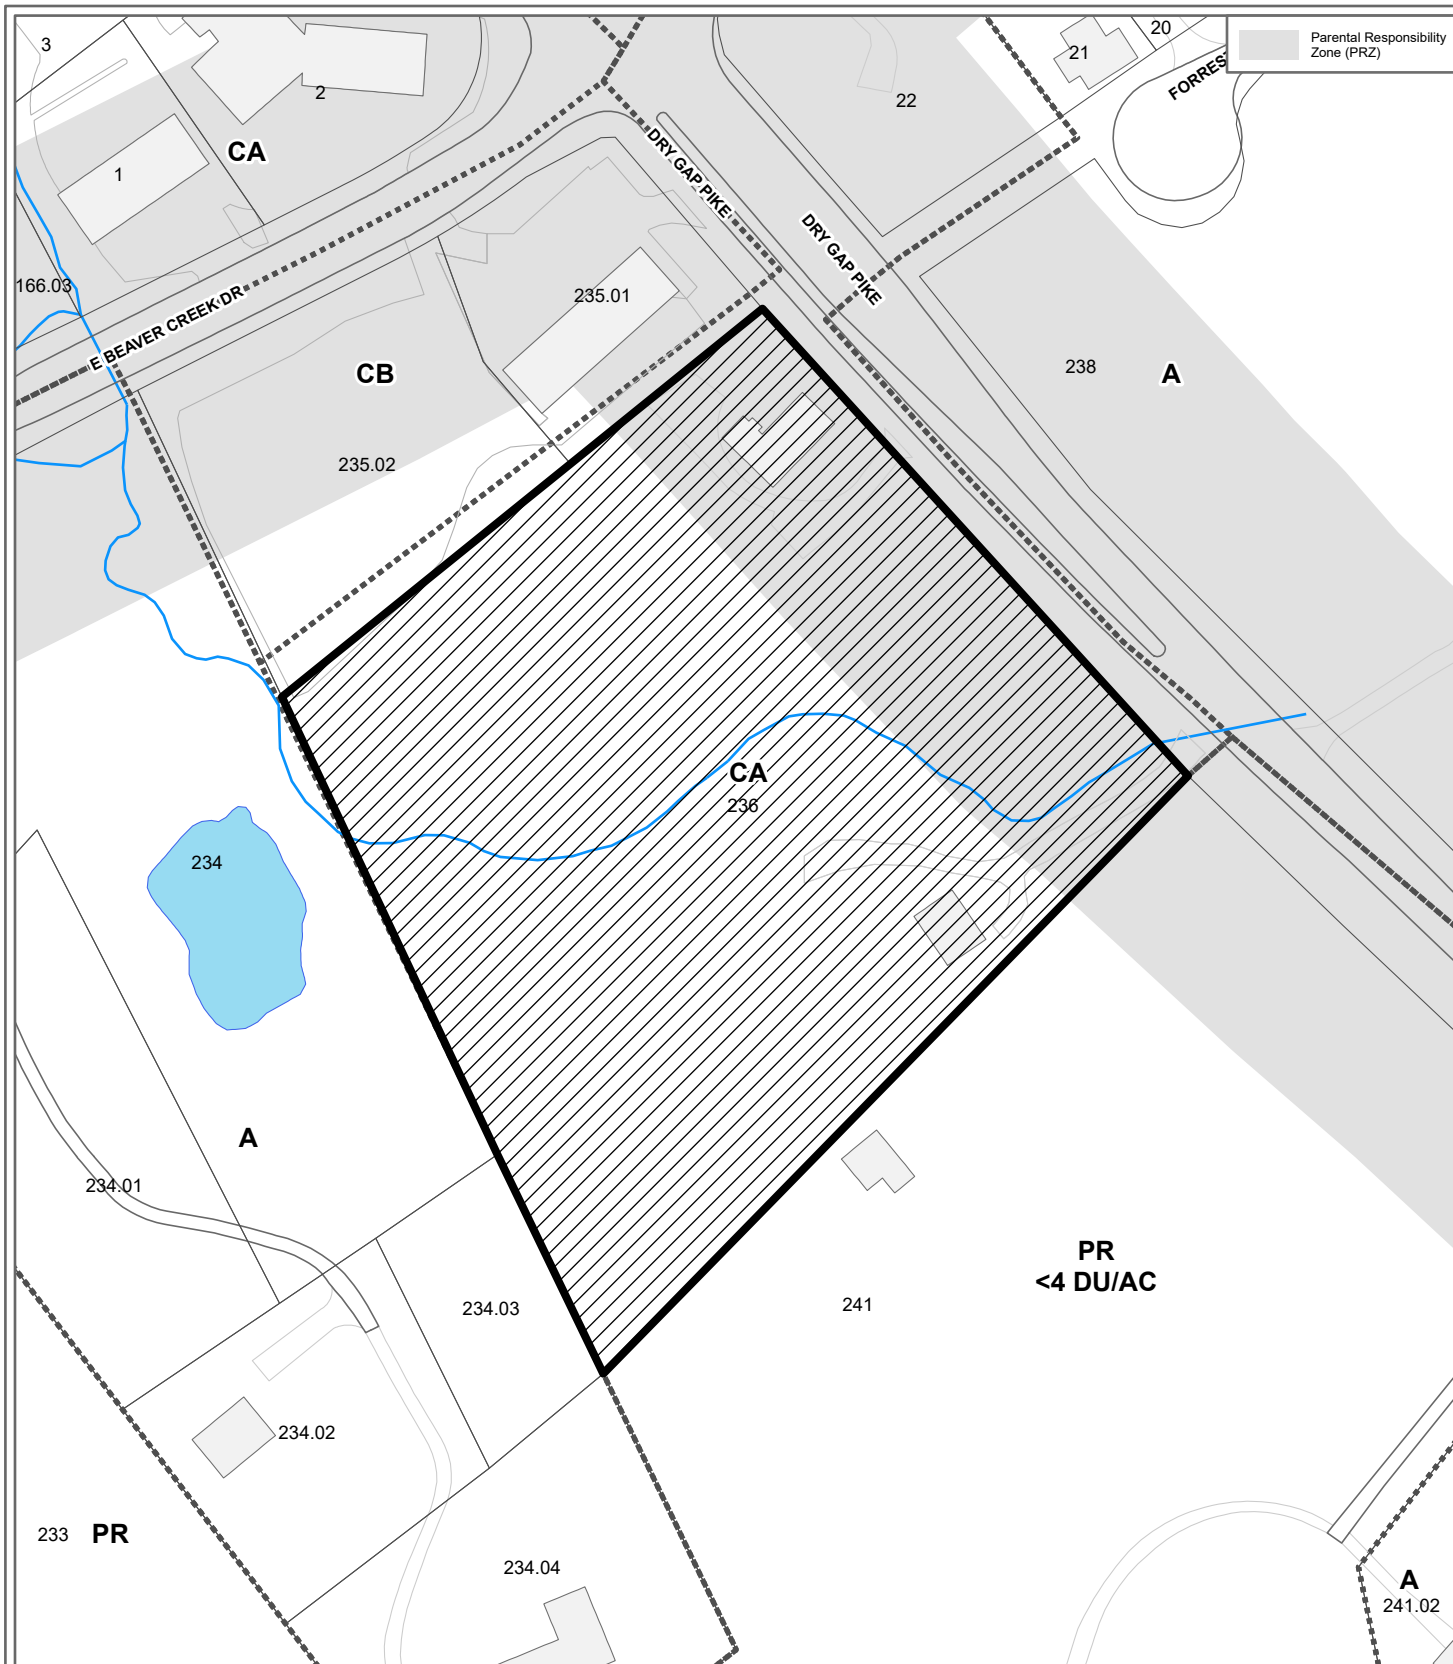 3
2
20
21
Parental Responsibility
Zone (PRZ)
FORREST
22
DRY GAP PIKE
CA
1
DRY GAP PIKE
166.03
235.01
E BEAVER CREEK DR
CB
238
A
235.02
CA
236
234
A
234.01
PR
<4 DU/AC
234.03
241
234.02
233
PR
234.04
A
241.02